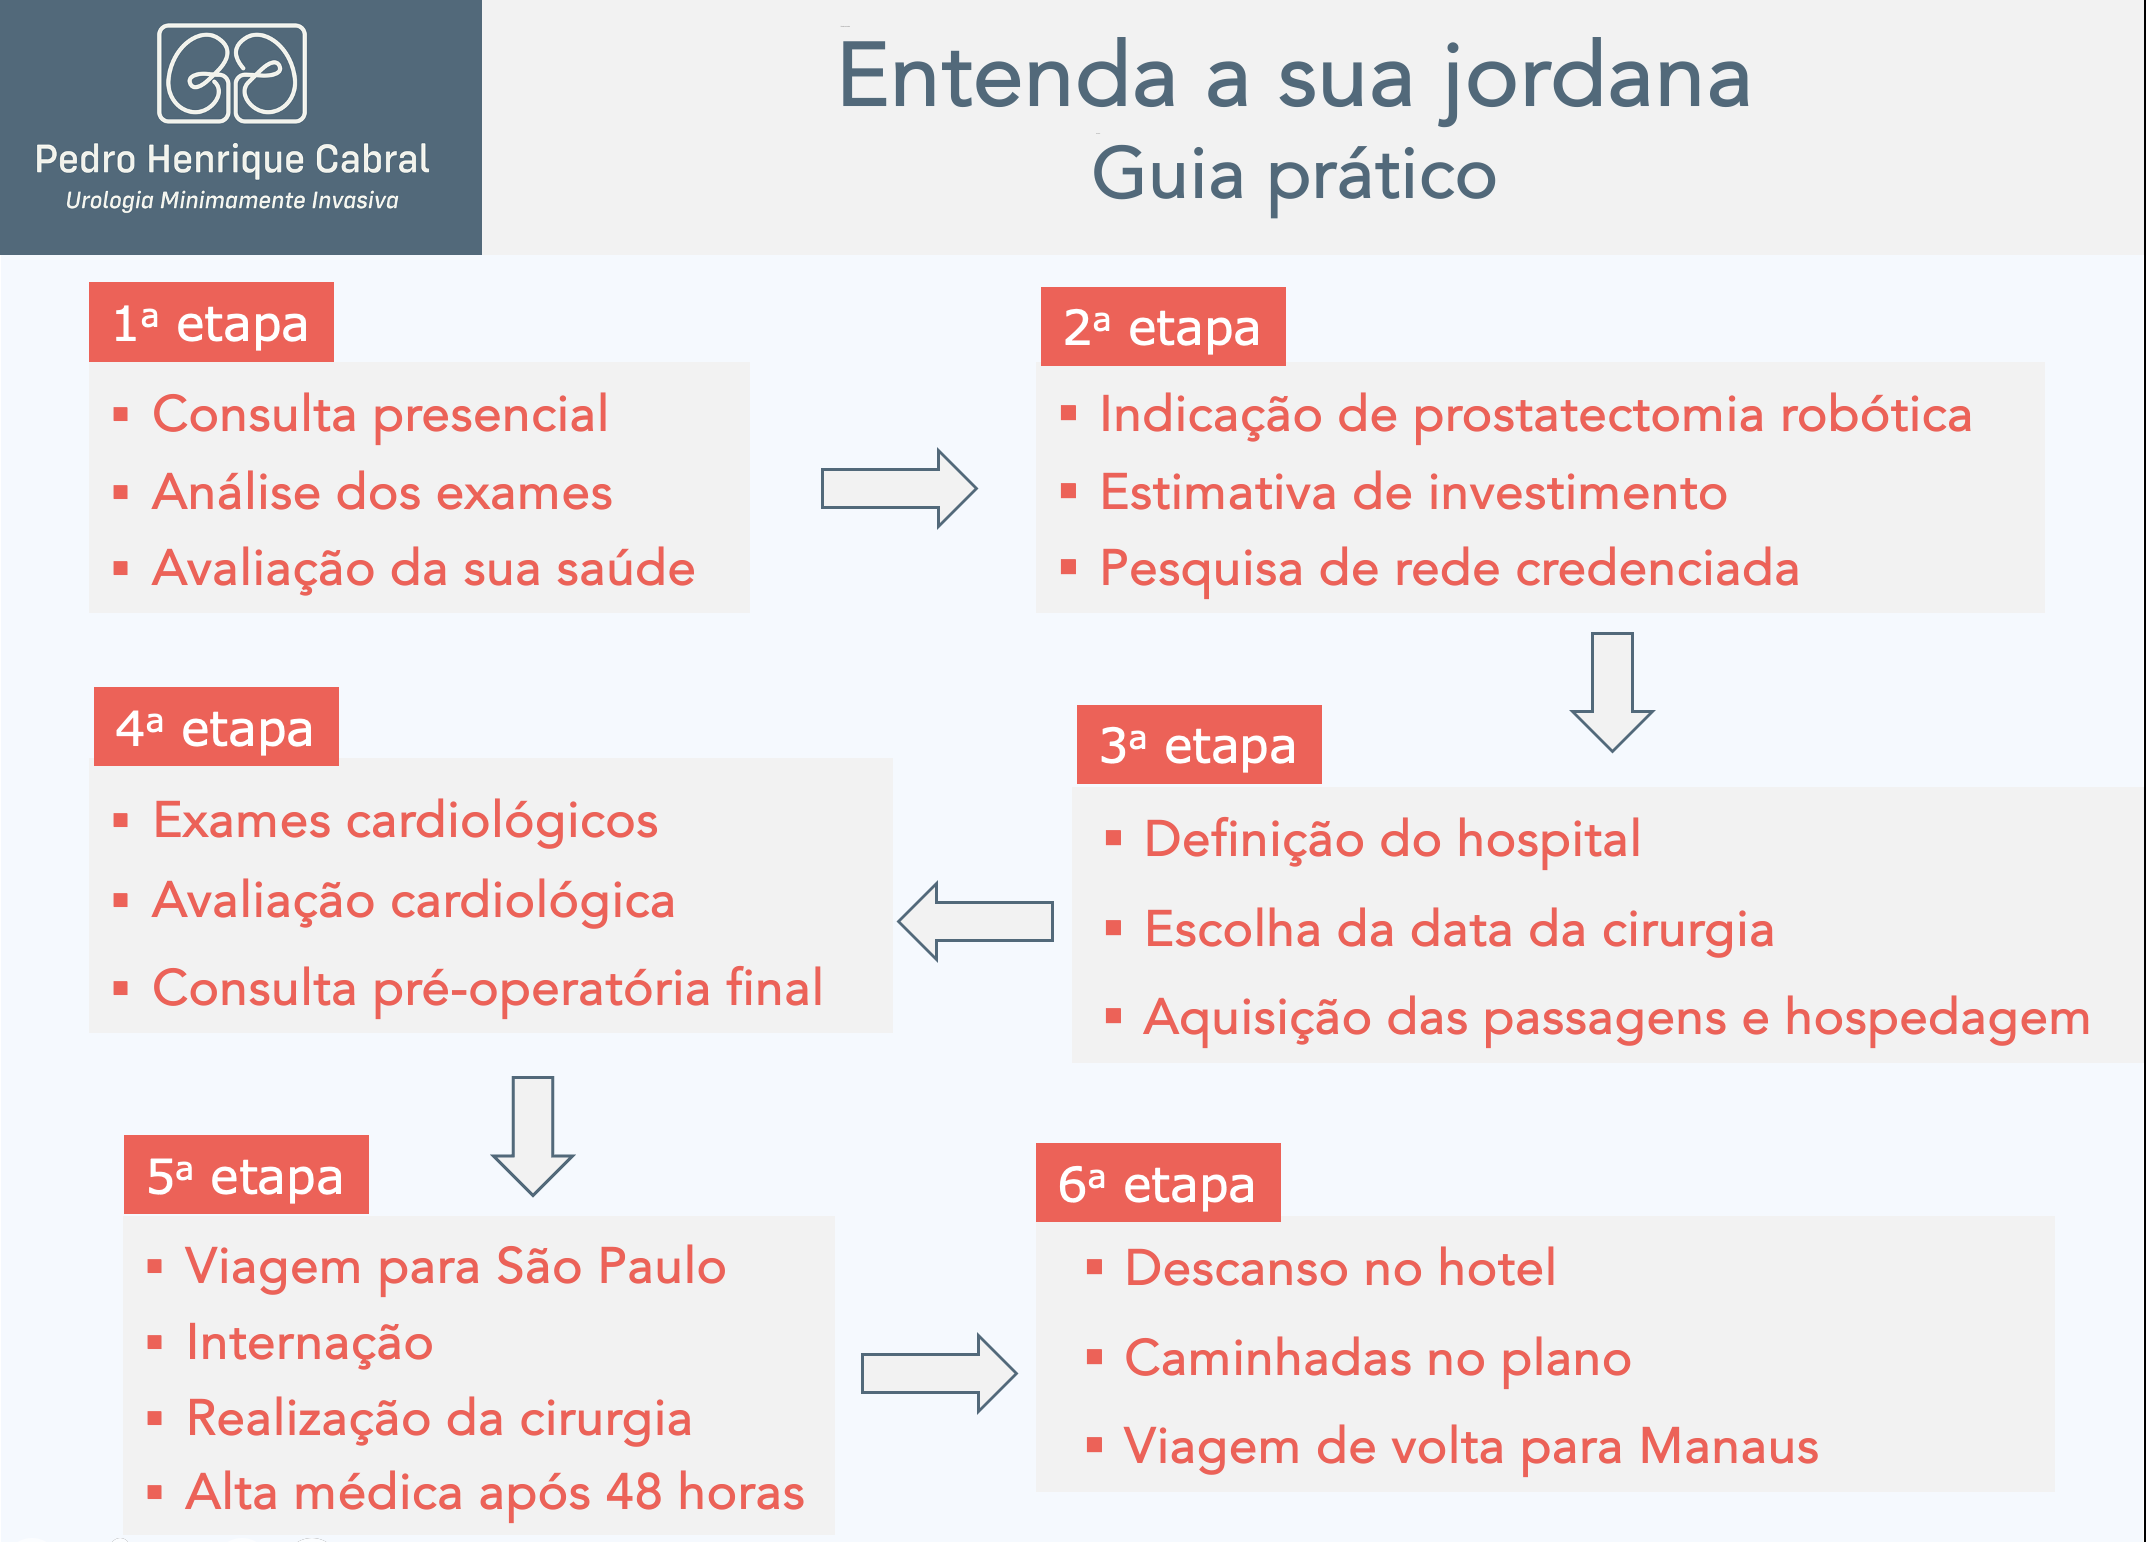 Pedro Henrique Cabral
Urologia Minimamente Invasiva
Entenda a sua jordana
Guia prático
1ª etapa
▪ Consulta presencial
▪ Análise dos exames
▪ Avaliação da sua saúde
2ª etapa
▪ Indicação de prostatectomia robótica
▪ Estimativa de investimento
▪ Pesquisa de rede credenciada
3ª etapa
▪ Definição do hospital
▪ Escolha da data da cirurgia
▪ Aquisição das passagens e hospedagem
4ª etapa
▪ Exames cardiológicos
▪ Avaliação cardiológica
▪ Consulta pré-operatória final
5ª etapa
▪ Viagem para São Paulo
▪ Internação
▪ Realização da cirurgia
▪ Alta médica após 48 horas
6ª etapa
▪ Descanso no hotel
▪ Caminhadas no plano
▪ Viagem de volta para Manaus